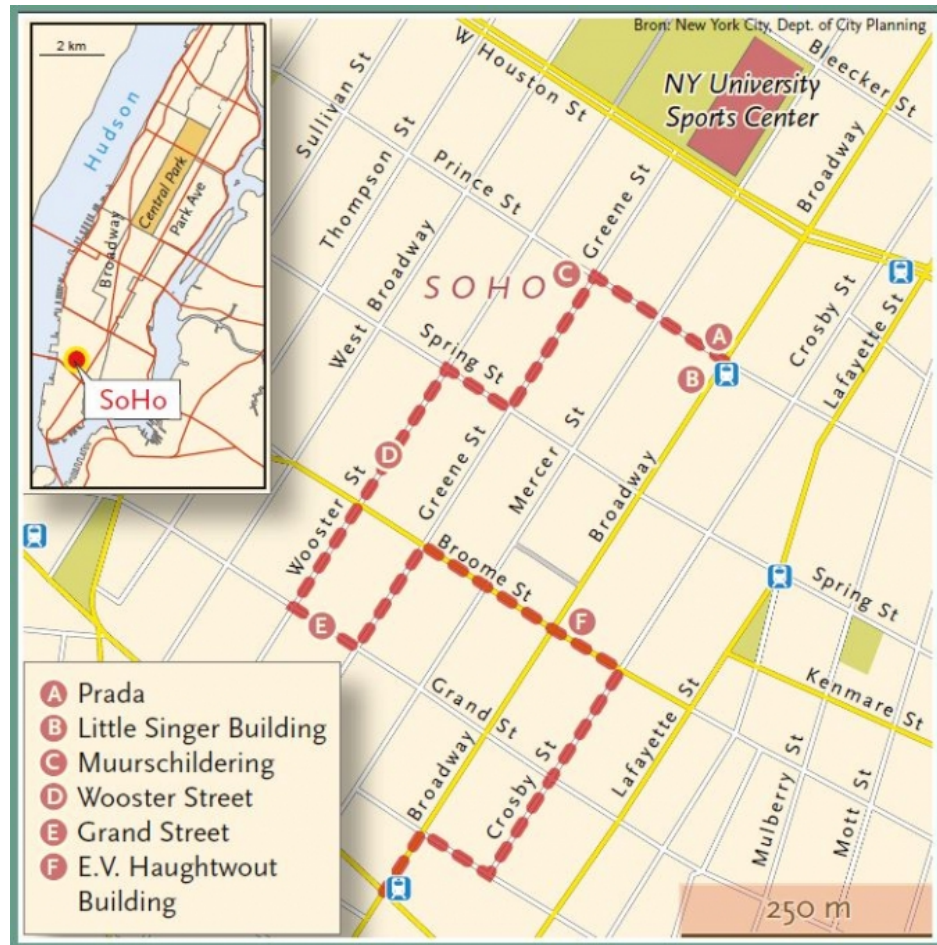 Bron: New York City, Dept. of City Planning
2 km
Hudson
Central Park
Broadway
Park Ave
SoHo
W Houston St
Bleecker St
NY University
Sports Center
Broadway
Sullivan St
Thompson St
Prince St
Greene St
West Broadway
SOHO
C
A
B
Crosby St
Lafayette St
Spring St
D
Greene St
Mercer St
Broadway
Wooster St
Broome St
Spring St
E
F
Kenmare St
Grand St
Broadway
Crosby St
Lafayette St
Mulberry St
Mott St
A Prada
B Little Singer Building
C Muurschildering
D Wooster Street
E Grand Street
F E.V. Haughtwout
Building
250 m